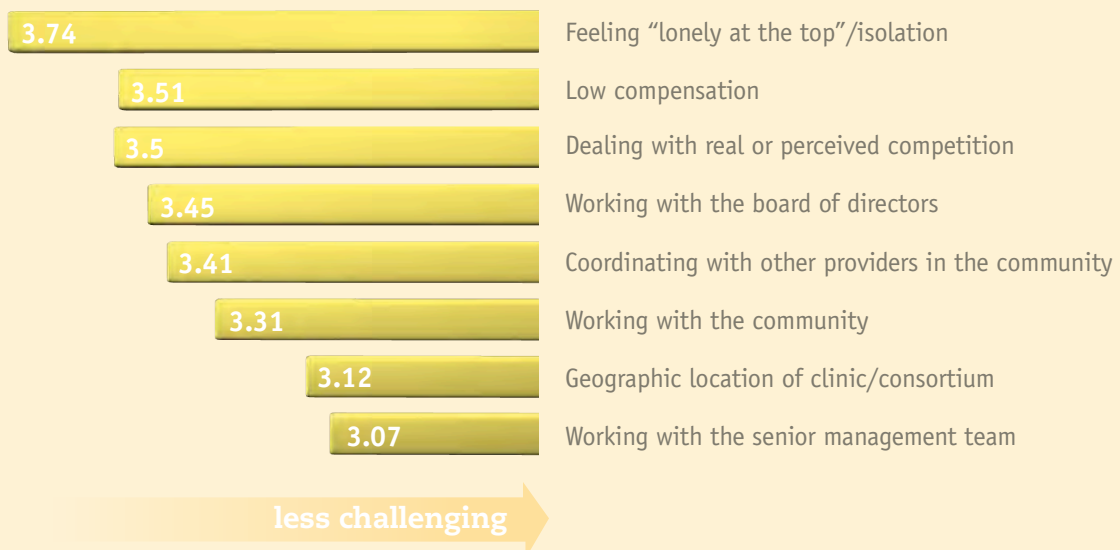 3.74 Feeling “lonely at the top”/isolation
3.51 Low compensation
3.5 Dealing with real or perceived competition
3.45 Working with the board of directors
3.41 Coordinating with other providers in the community
3.31 Working with the community
3.12 Geographic location of clinic/consortium
3.07 Working with the senior management team
less challenging